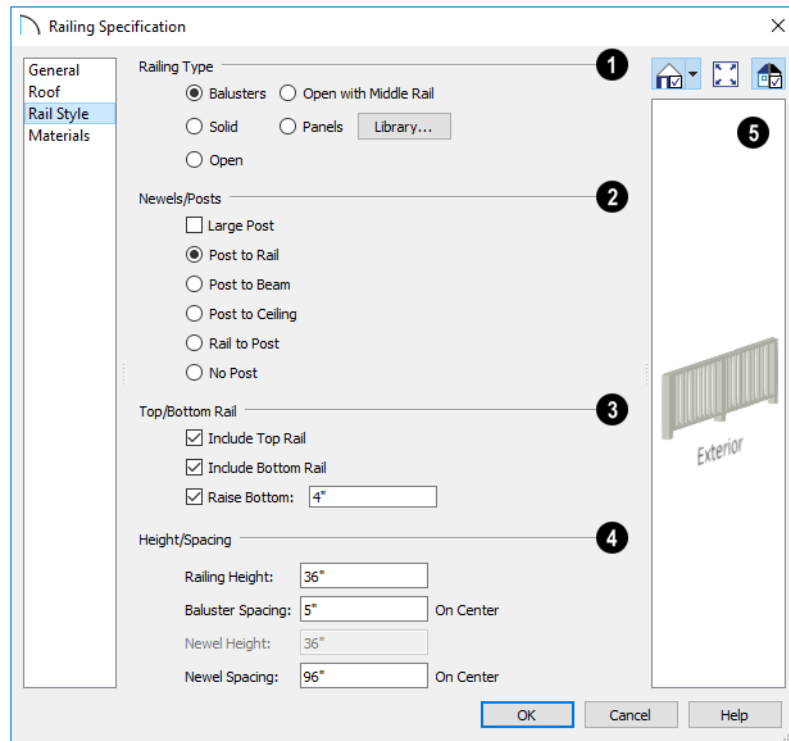 Railing Specification
General
Roof
Rail Style
Materials
Railing Type
1
Balusters
Open with Middle Rail
Solid
Panels
Library...
Open
Newels/Posts
2
Large Post
Post to Rail
Post to Beam
Post to Ceiling
Rail to Post
No Post
Top/Bottom Rail
3
Include Top Rail
Include Bottom Rail
Raise Bottom: 4"
Height/Spacing
4
Railing Height: 36"
Baluster Spacing: 5" On Center
Newel Height: 36"
Newel Spacing: 96" On Center
5
Exterior
OK
Cancel
Help